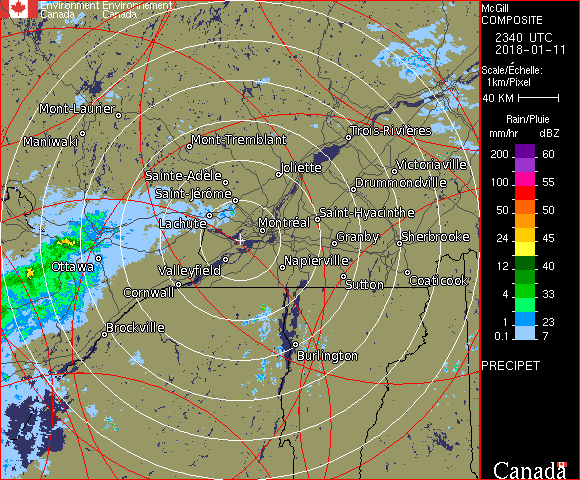 Environment Environnement
Canada Canada
McGill
COMPOSITE
2340 UTC
2018-01-11
Scale/Échelle:
1km/Pixel
40 KM
Rain/Pluie
mm/hr dBZ
200 60
100 55
50 50
24 45
12 40
4 33
1 23
0.1 7
PRECIPET
Canada
Mont-Laurier
Maniwaki
Mont-Tremblant
Trois-Rivières
Joliette
Victoriaville
Sainte-Adèle
Drummondville
Saint-Jérôme
Saint-Hyacinthe
Lachute
Montréal
Granby
Sherbrooke
Ottawa
Valleyfield
Napierville
Cornwall
Sutton
Coaticook
Brockville
Burlington